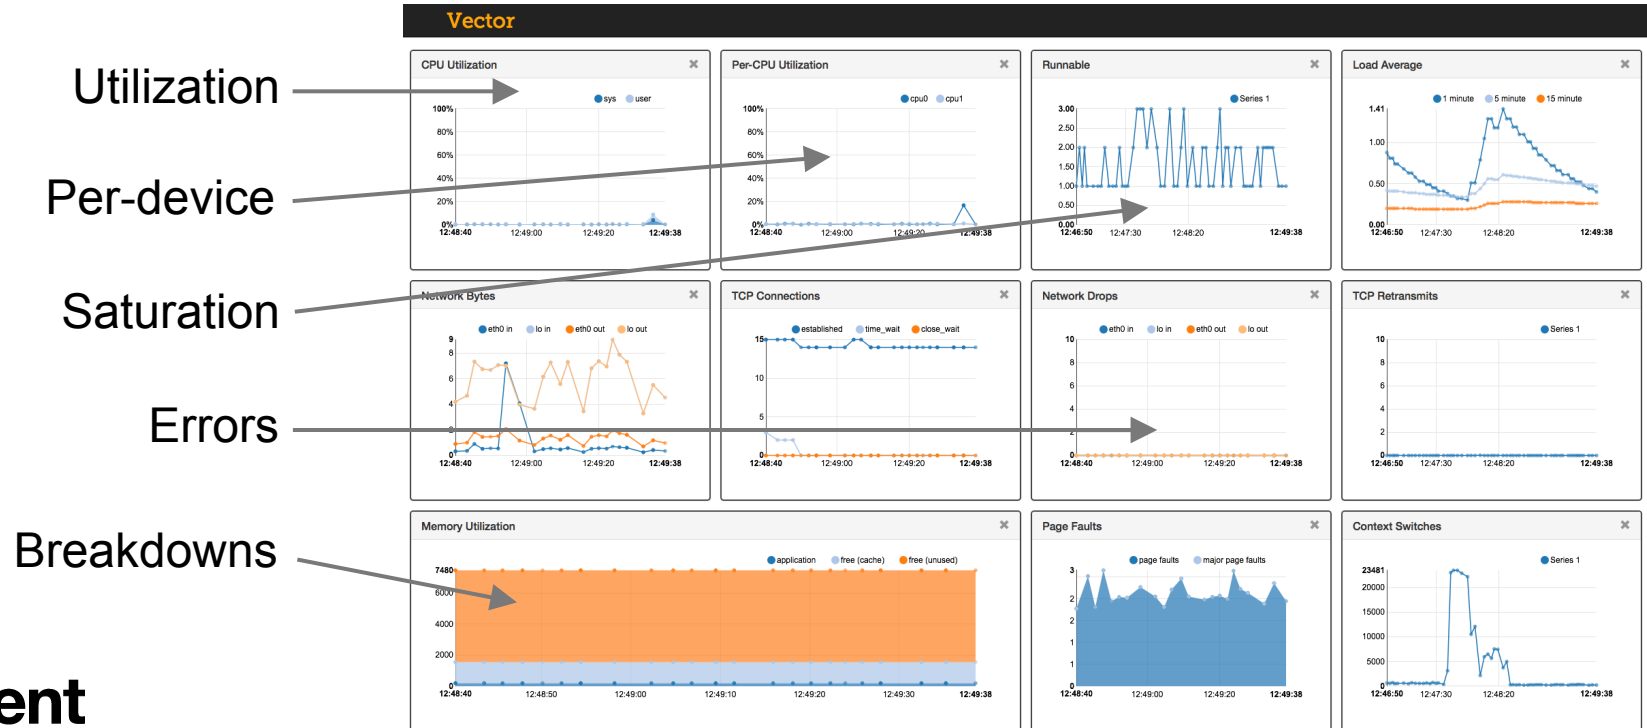 Vector
Utilization
Per-device
Saturation
Errors
Breakdowns
ent
CPU Utilization
sys user
100%
80%
60%
40%
20%
0%
12:48:40 12:49:00 12:49:20 12:49:38
Per-CPU Utilization
cpu0 cpu1
100%
80%
60%
40%
20%
0%
12:48:40 12:49:00 12:49:20 12:49:38
Runnable
Series 1
3.00
2.50
2.00
1.50
1.00
0.50
0.00
12:46:50 12:47:30 12:48:20 12:49:38
Load Average
1 minute 5 minute 15 minute
1.41
1.00
0.50
0.00
12:46:50 12:47:30 12:48:20 12:49:38
Network Bytes
eth0 in lo in eth0 out lo out
9
8
6
4
2
0
12:48:40 12:49:00 12:49:20 12:49:38
TCP Connections
established time_wait close_wait
15
10
5
0
12:48:40 12:49:00 12:49:20 12:49:38
Network Drops
eth0 in lo in eth0 out lo out
10
8
6
4
2
0
12:48:40 12:49:00 12:49:20 12:49:38
TCP Retransmits
Series 1
10
8
6
4
2
0
12:46:50 12:47:30 12:48:20 12:49:38
Memory Utilization
application free (cache) free (unused)
7480
6000
4000
2000
0
12:48:40 12:48:50 12:49:00 12:49:10 12:49:20 12:49:30 12:49:38
Page Faults
page faults major page faults
3
2
2
1
1
0
12:48:40 12:49:00 12:49:20 12:49:38
Context Switches
Series 1
23481
20000
15000
10000
5000
0
12:46:50 12:47:30 12:48:20 12:49:38